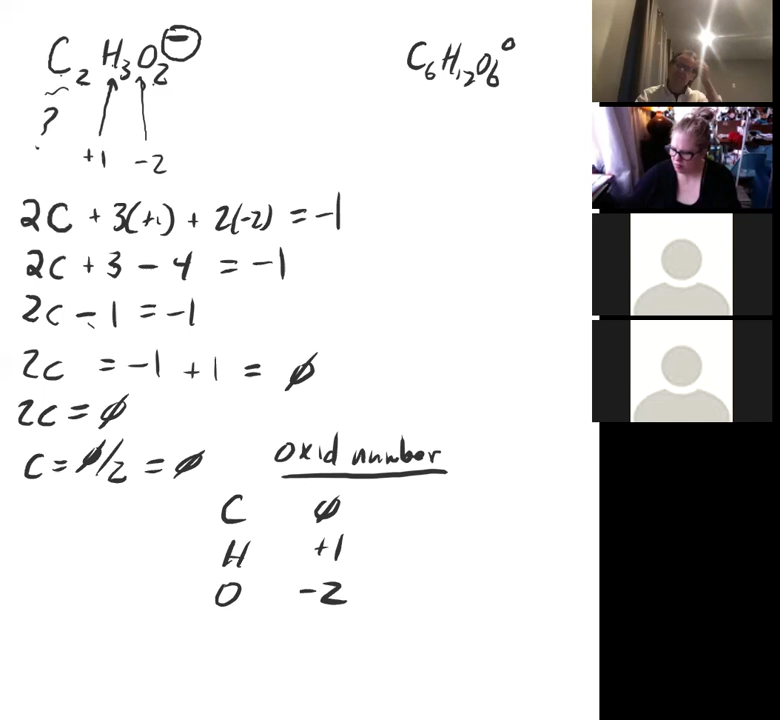 C₂H₃O₂⁻
C₆H₁₂O₆⁰
?
+1 -2
2C + 3(+1) + 2(-2) = -1
2C + 3 - 4 = -1
2C - 1 = -1
2C = -1 + 1 = ∅
2C = ∅
C = ∅/2 = ∅
oxid number
C ∅
H +1
O -2